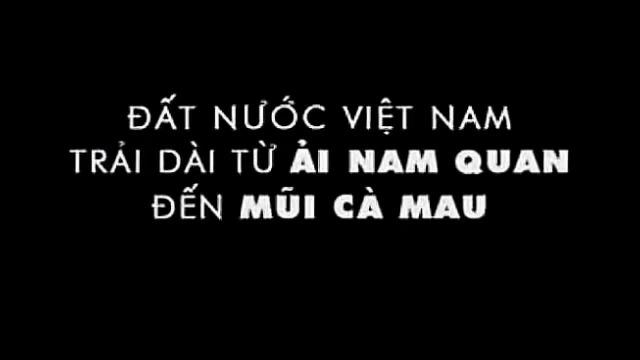 ĐẤT NƯỚC VIỆT NAM
TRẢI DÀI TỪ ẢI NAM QUAN
ĐẾN MŨI CÀ MAU